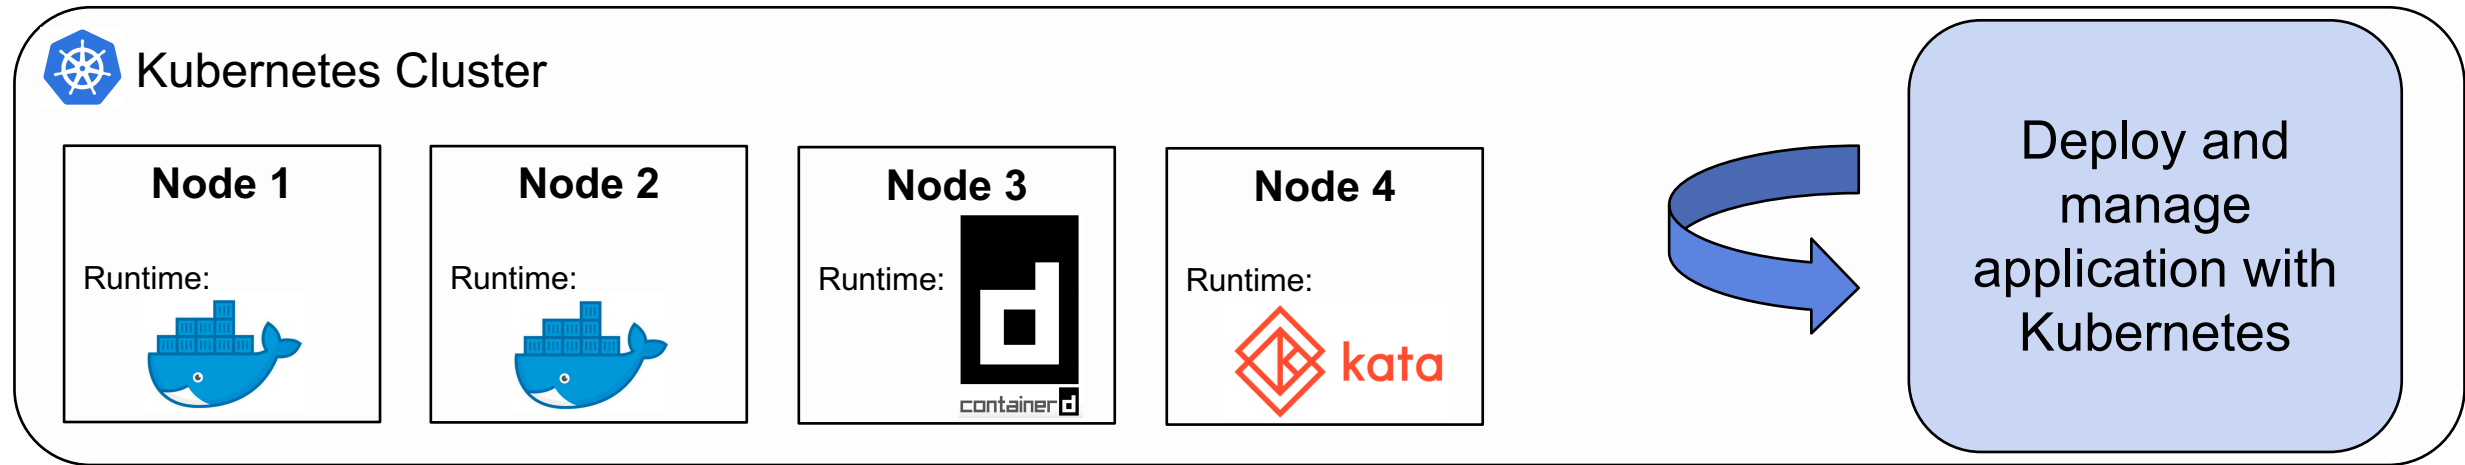 Kubernetes Cluster
Node 1
Runtime:
Node 2
Runtime:
Node 3
Runtime:
d
containerd
Node 4
Runtime:
kata
Deploy and
manage
application with
Kubernetes